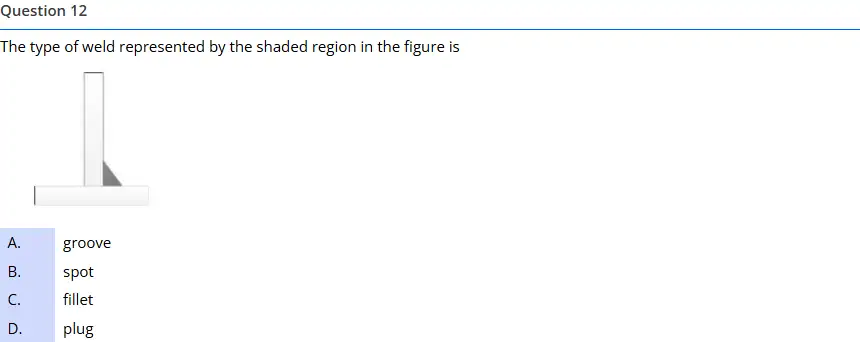 Question 12
The type of weld represented by the shaded region in the figure is
A. groove
B. spot
C. fillet
D. plug